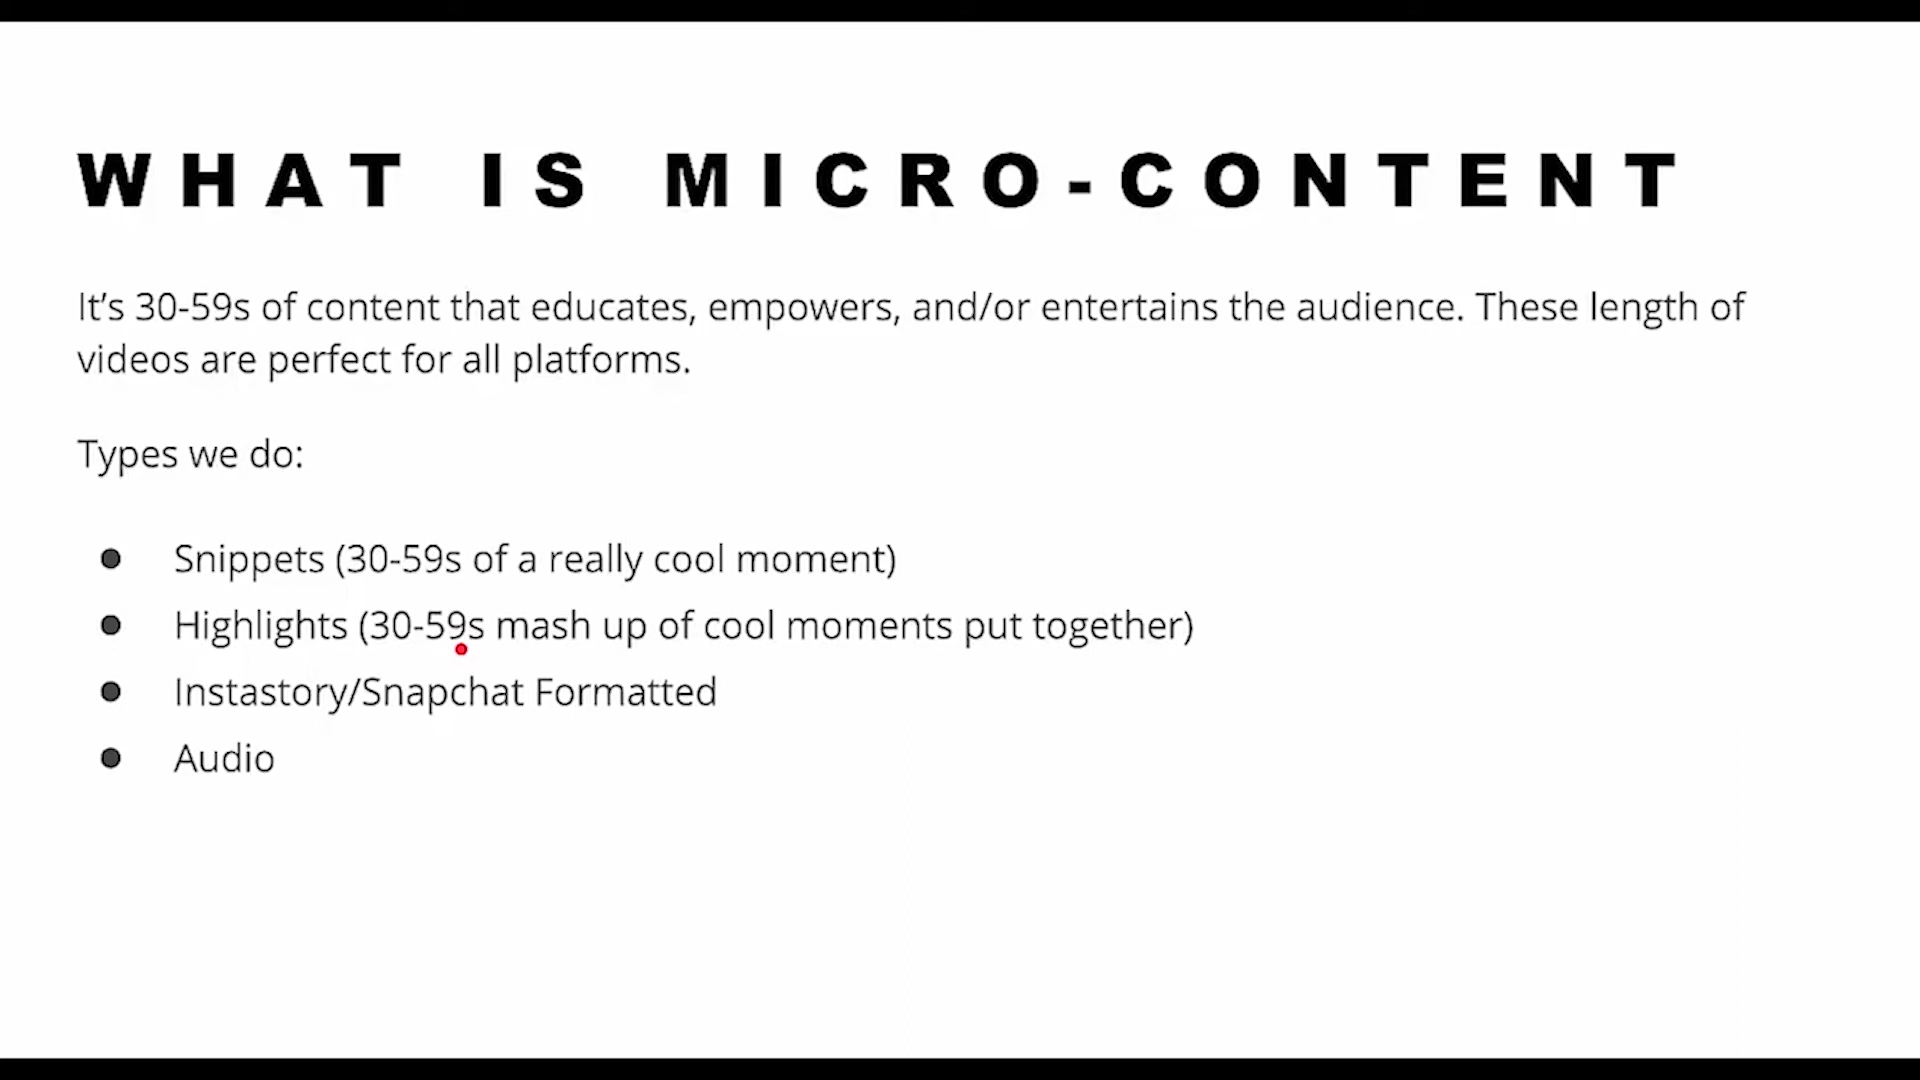 WHAT IS MICRO-CONTENT
It’s 30-59s of content that educates, empowers, and/or entertains the audience. These length of
videos are perfect for all platforms.
Types we do:
● Snippets (30-59s of a really cool moment)
● Highlights (30-59s mash up of cool moments put together)
● Instastory/Snapchat Formatted
● Audio